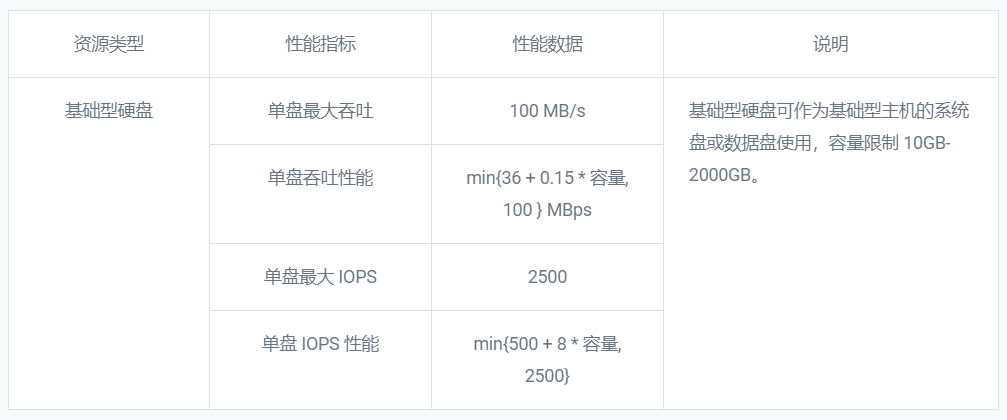 资源类型
性能指标
性能数据
说明
基础型硬盘
单盘最大吞吐
100 MB/s
基础型硬盘可作为基础型主机的系统
盘或数据盘使用，容量限制 10GB-
2000GB。
单盘吞吐性能
min{36 + 0.15 * 容量,
100 } MBps
单盘最大 IOPS
2500
单盘 IOPS 性能
min{500 + 8 * 容量,
2500}